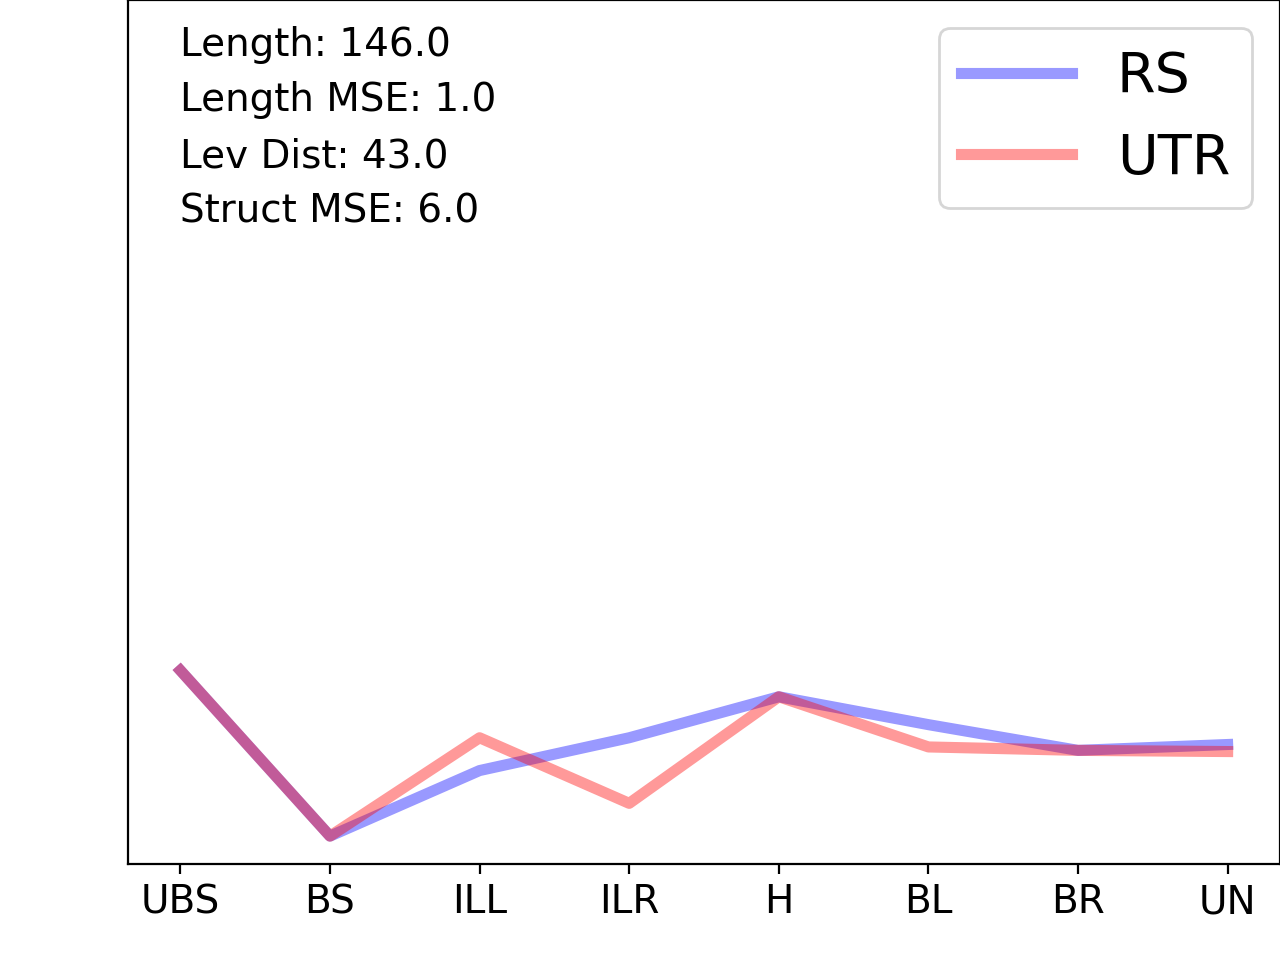 Length: 146.0
Length MSE: 1.0
Lev Dist: 43.0
Struct MSE: 6.0
RS
UTR
UBS BS ILL ILR H BL BR UN